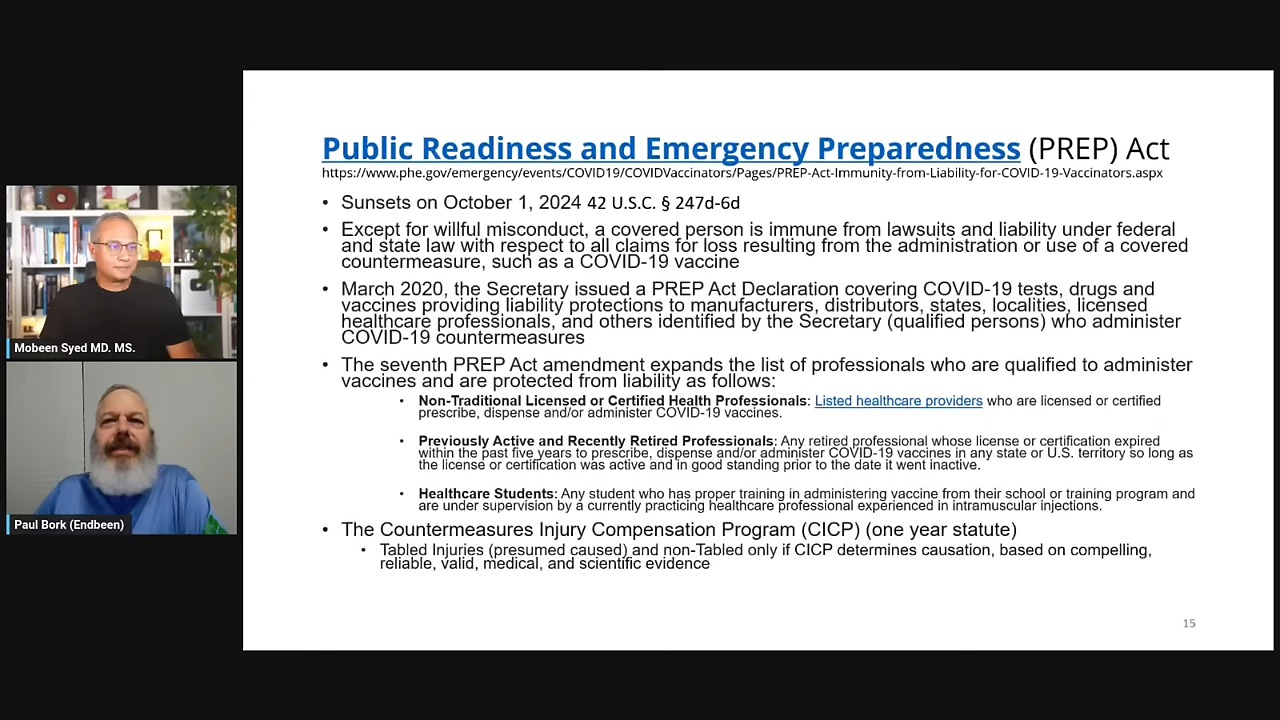 Public Readiness and Emergency Preparedness (PREP) Act
https://www.phe.gov/emergency/events/COVID19/COVIDVaccinators/Pages/PREP-Act-Immunity-from-Liability-for-COVID-19-Vaccinators.aspx
• Sunsets on October 1, 2024 42 U.S.C. § 247d-6d
• Except for willful misconduct, a covered person is immune from lawsuits and liability under federal
and state law with respect to all claims for loss resulting from the administration or use of a covered
countermeasure, such as a COVID-19 vaccine
• March 2020, the Secretary issued a PREP Act Declaration covering COVID-19 tests, drugs and
vaccines providing liability protections to manufacturers, distributors, states, localities, licensed
healthcare professionals, and others identified by the Secretary (qualified persons) who administer
COVID-19 countermeasures
• The seventh PREP Act amendment expands the list of professionals who are qualified to administer
vaccines and are protected from liability as follows:
• Non-Traditional Licensed or Certified Health Professionals: Listed healthcare providers who are licensed or certified
prescribe, dispense and/or administer COVID-19 vaccines.
• Previously Active and Recently Retired Professionals: Any retired professional whose license or certification expired
within the past five years to prescribe, dispense and/or administer COVID-19 vaccines in any state or U.S. territory so long as
the license or certification was active and in good standing prior to the date it went inactive.
• Healthcare Students: Any student who has proper training in administering vaccine from their school or training program and
are under supervision by a currently practicing healthcare professional experienced in intramuscular injections.
• The Countermeasures Injury Compensation Program (CICP) (one year statute)
• Tabled Injuries (presumed caused) and non-Tabled only if CICP determines causation, based on compelling,
reliable, valid, medical, and scientific evidence
15
Mobeen Syed MD. MS.
Paul Bork (Endbeen)